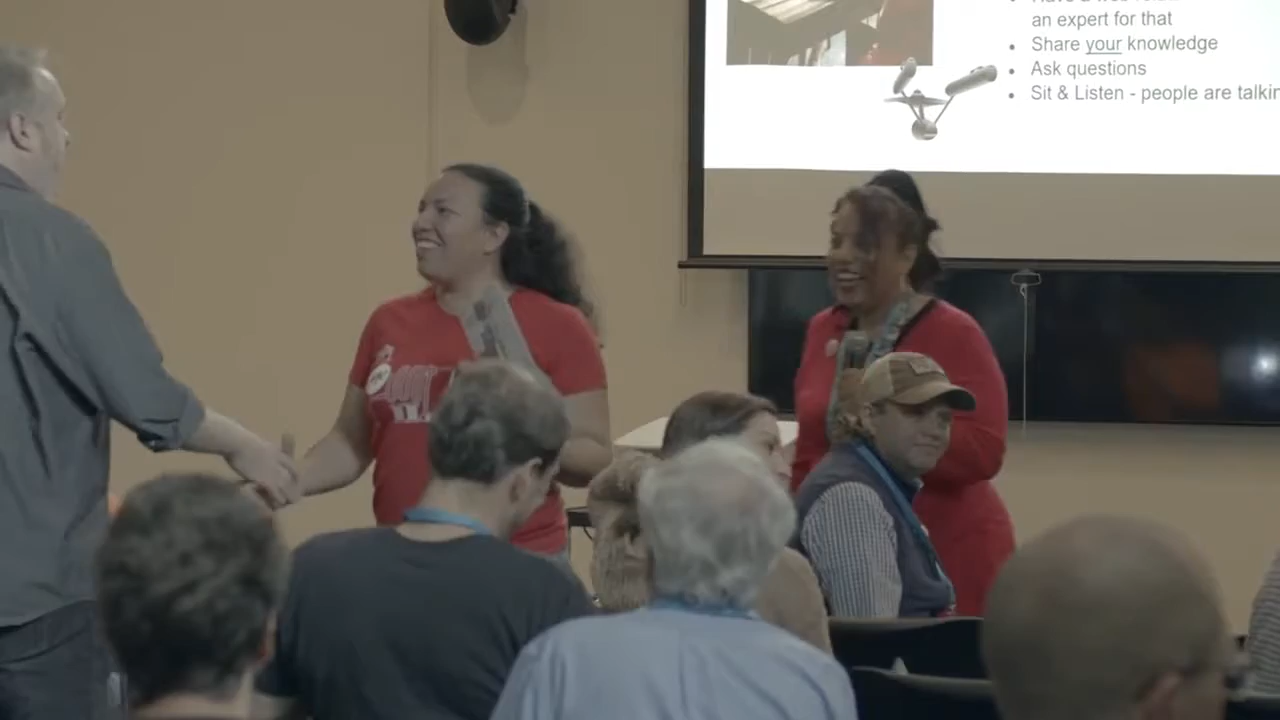 an expert for that
• Share your knowledge
• Ask questions
• Sit & Listen - people are talkin